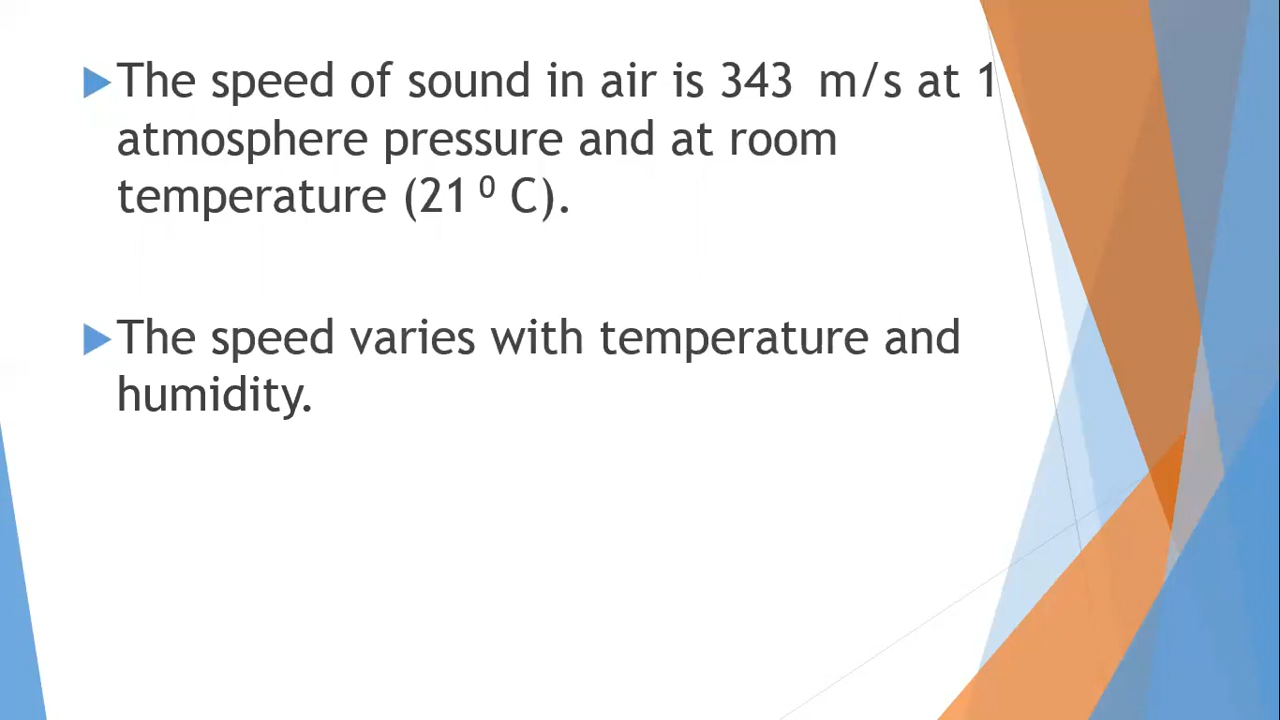 The speed of sound in air is 343 m/s at 1
atmosphere pressure and at room
temperature (21 ⁰ C).
The speed varies with temperature and
humidity.